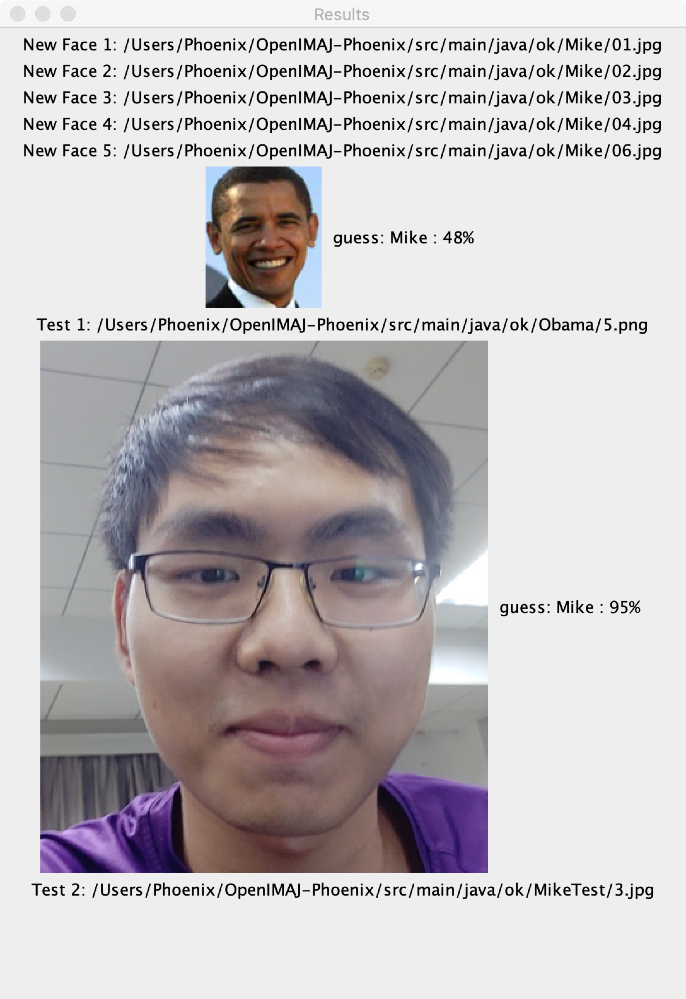 Results
New Face 1: /Users/Phoenix/OpenIMAJ-Phoenix/src/main/java/ok/Mike/01.jpg
New Face 2: /Users/Phoenix/OpenIMAJ-Phoenix/src/main/java/ok/Mike/02.jpg
New Face 3: /Users/Phoenix/OpenIMAJ-Phoenix/src/main/java/ok/Mike/03.jpg
New Face 4: /Users/Phoenix/OpenIMAJ-Phoenix/src/main/java/ok/Mike/04.jpg
New Face 5: /Users/Phoenix/OpenIMAJ-Phoenix/src/main/java/ok/Mike/06.jpg
guess: Mike : 48%
Test 1: /Users/Phoenix/OpenIMAJ-Phoenix/src/main/java/ok/Obama/5.png
guess: Mike : 95%
Test 2: /Users/Phoenix/OpenIMAJ-Phoenix/src/main/java/ok/MikeTest/3.jpg